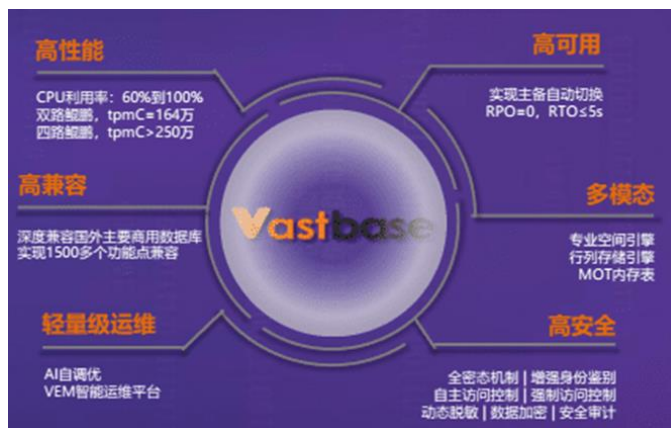 高性能
CPU利用率：60%到100%
双路鲲鹏，tpmC=164万
四路鲲鹏，tpmC>250万
高可用
实现主备自动切换
RPO=0，RTO≤5s
高兼容
深度兼容国外主要商用数据库
实现1500多个功能点兼容
Vastbase
多模态
专业空间引擎
行列存储引擎
MOT内存表
轻量级运维
AI自调优
VEM智能运维平台
高安全
全密态机制 | 增强身份鉴别
自主访问控制 | 强制访问控制
动态脱敏 | 数据加密 | 安全审计